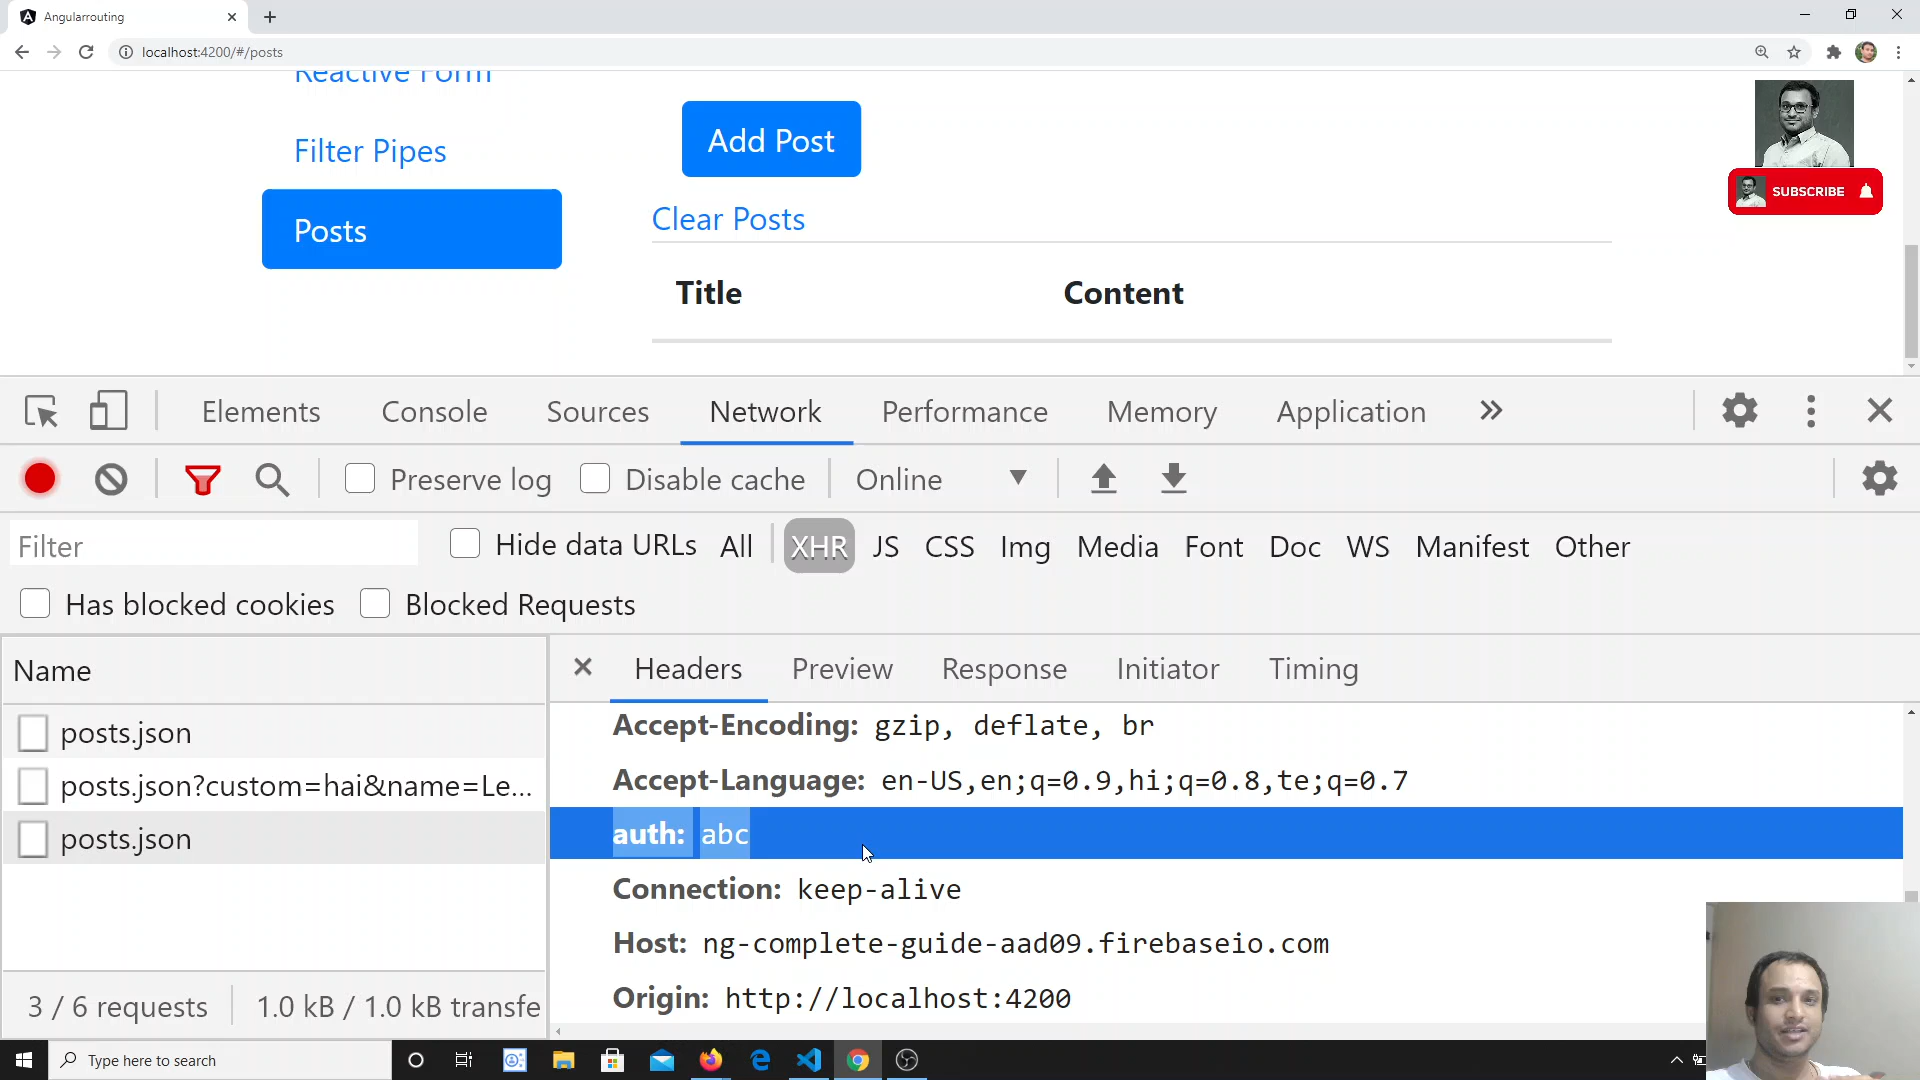 Angularrouting
localhost:4200/#/posts
Reactive Form
Filter Pipes
Posts
Add Post
Clear Posts
Title Content
SUBSCRIBE
Elements Console Sources Network Performance Memory Application
Preserve log Disable cache Online
Filter Hide data URLs All XHR JS CSS Img Media Font Doc WS Manifest Other
Has blocked cookies Blocked Requests
Name
posts.json
posts.json?custom=hai&name=Le...
posts.json
3 / 6 requests 1.0 kB / 1.0 kB transfe
Headers Preview Response Initiator Timing
Accept-Encoding: gzip, deflate, br
Accept-Language: en-US,en;q=0.9,hi;q=0.8,te;q=0.7
auth: abc
Connection: keep-alive
Host: ng-complete-guide-aad09.firebaseio.com
Origin: http://localhost:4200
Type here to search